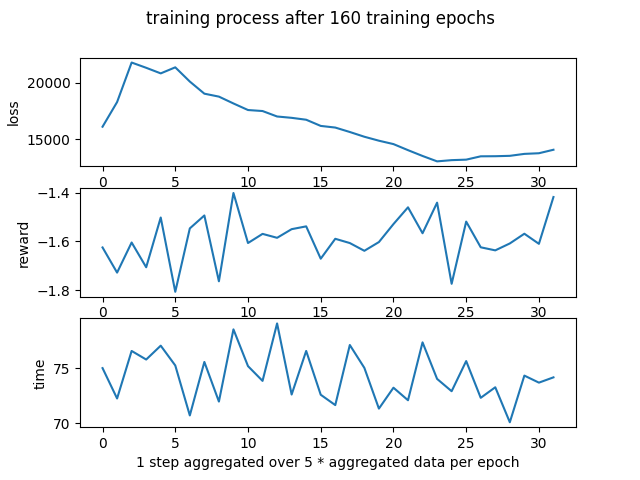 training process after 160 training epochs
20000
15000
loss
0 5 10 15 20 25 30
−1.4
−1.6
−1.8
reward
0 5 10 15 20 25 30
75
70
time
0 5 10 15 20 25 30
1 step aggregated over 5 * aggregated data per epoch